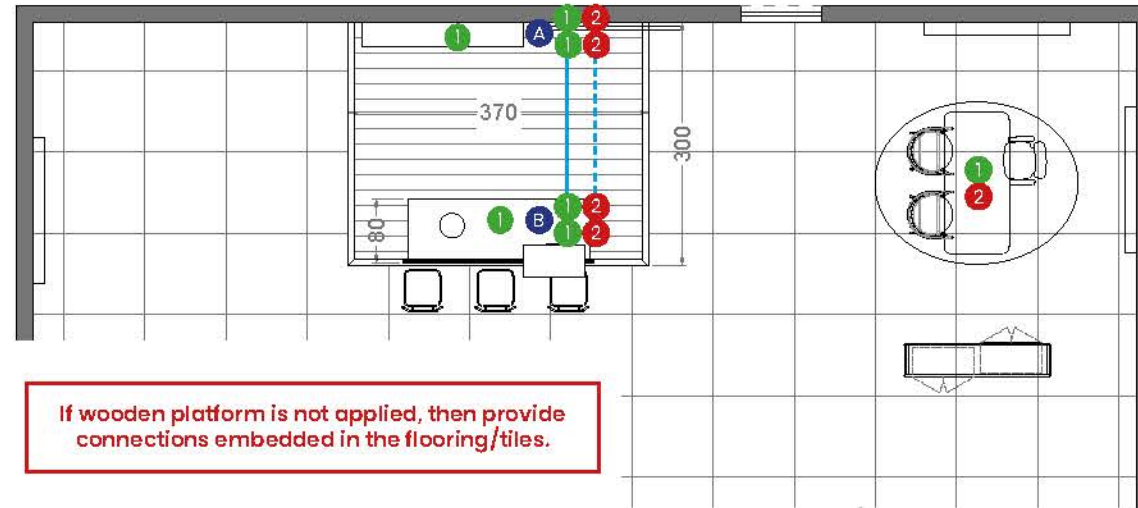 1 2
1 A
1 2
370
300
1
2
1 2
80
1 B
1 2
If wooden platform is not applied, then provide
connections embedded in the flooring/tiles.